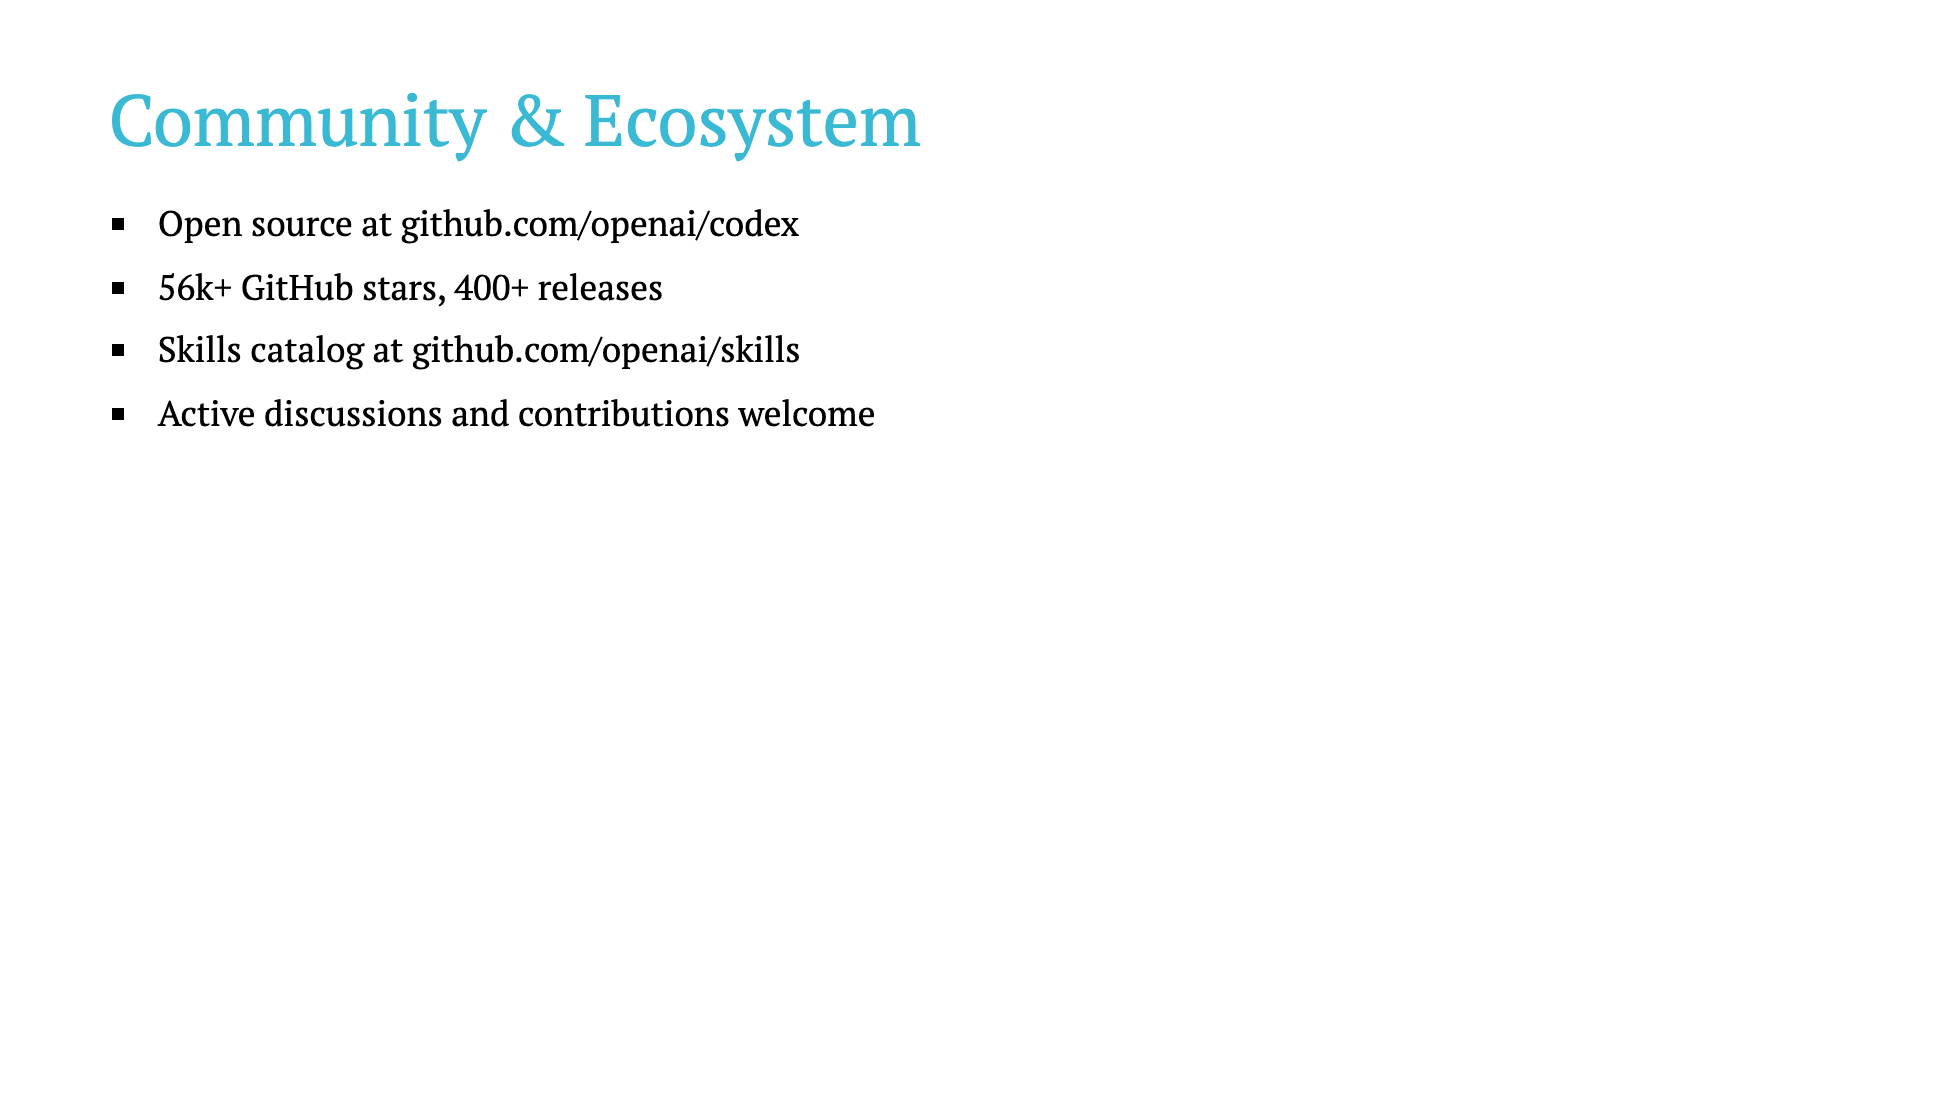 Community & Ecosystem
▪ Open source at github.com/openai/codex
▪ 56k+ GitHub stars, 400+ releases
▪ Skills catalog at github.com/openai/skills
▪ Active discussions and contributions welcome